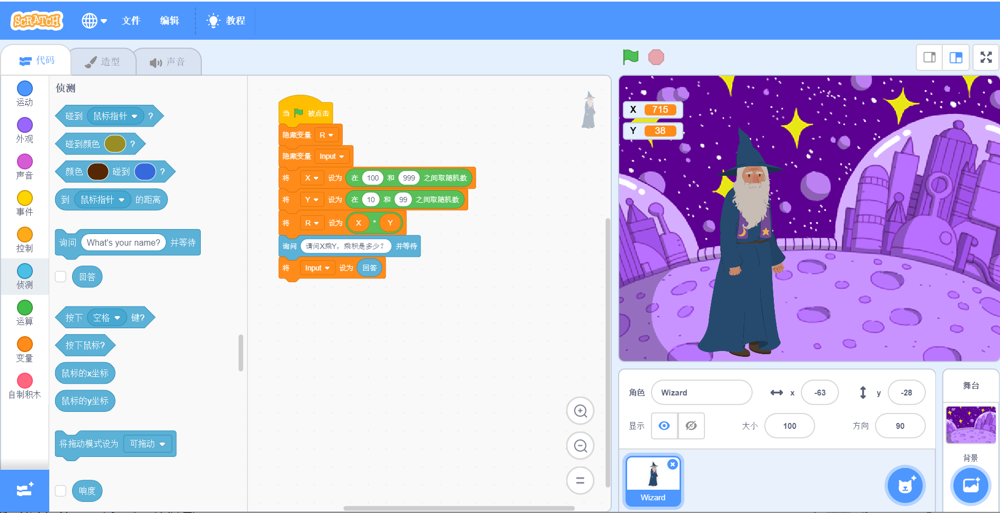 SCRATCH 文件 编辑 教程
代码 造型 声音
运动
外观
声音
事件
控制
侦测
运算
变量
自制积木
侦测
碰到 鼠标指针 ?
碰到颜色 ?
颜色 碰到 ?
到 鼠标指针 的距离
询问 What's your name? 并等待
回答
按下 空格 键?
按下鼠标?
鼠标的x坐标
鼠标的y坐标
将拖动模式设为 可拖动
响度
当 被点击
隐藏变量 R
隐藏变量 Input
将 X 设为 在 100 和 999 之间取随机数
将 Y 设为 在 10 和 99 之间取随机数
将 R 设为 X * Y
询问 请问X乘Y，乘积是多少？ 并等待
将 Input 设为 回答
X 715
Y 38
角色 Wizard x -63 y -28
显示 大小 100 方向 90
Wizard
舞台
背景